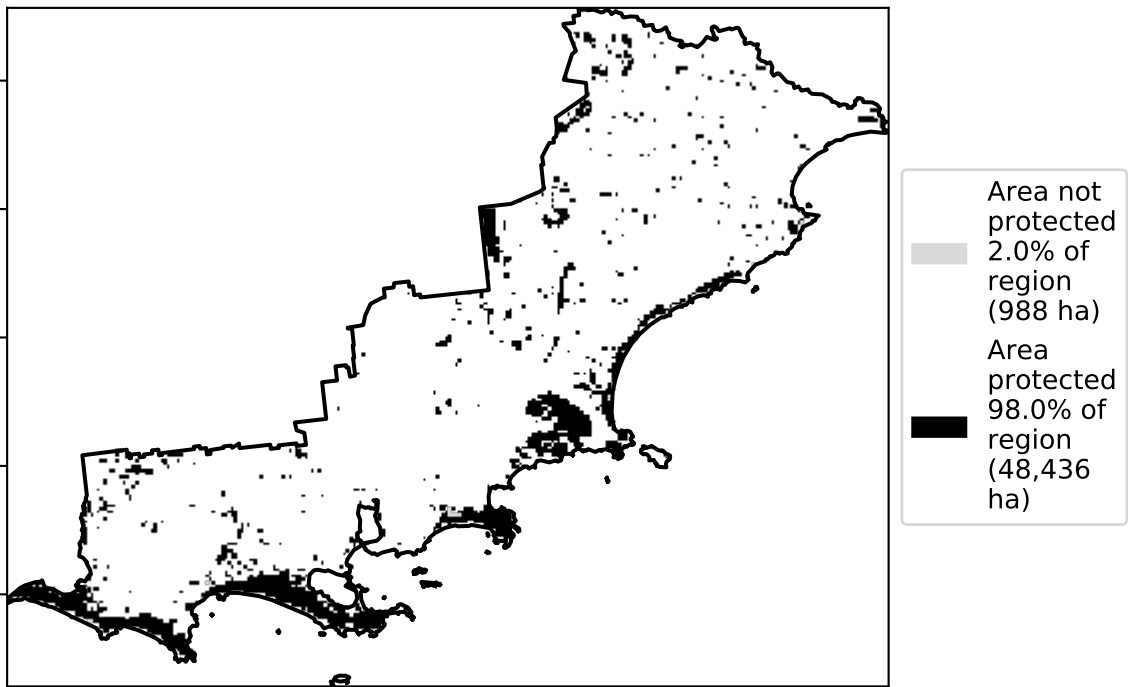 Area not
protected
2.0% of
region
(988 ha)
Area
protected
98.0% of
region
(48,436
ha)